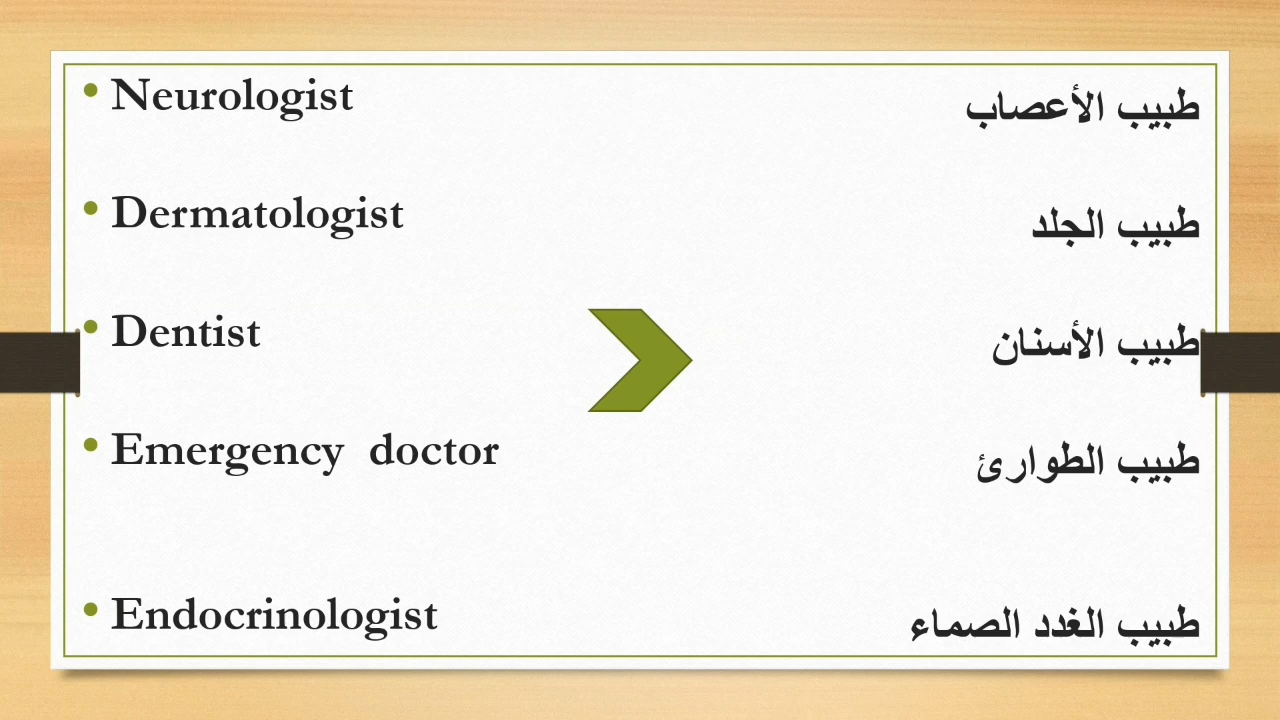 • Neurologist
طبيب الأعصاب
• Dermatologist
طبيب الجلد
• Dentist
طبيب الأسنان
• Emergency  doctor
طبيب الطوارئ
• Endocrinologist
طبيب الغدد الصماء